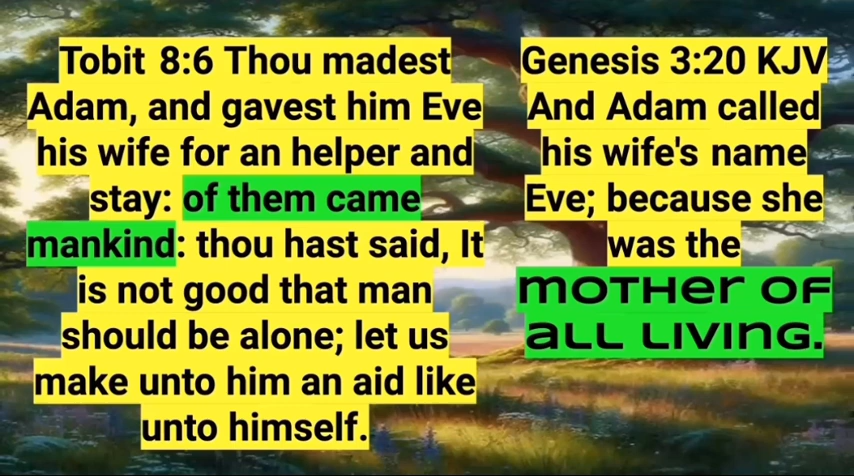 Tobit 8:6 Thou madest
Adam, and gavest him Eve
his wife for an helper and
stay: of them came
mankind: thou hast said, It
is not good that man
should be alone; let us
make unto him an aid like
unto himself.
Genesis 3:20 KJV
And Adam called
his wife's name
Eve; because she
was the
MOTHER OF
ALL LIVING.